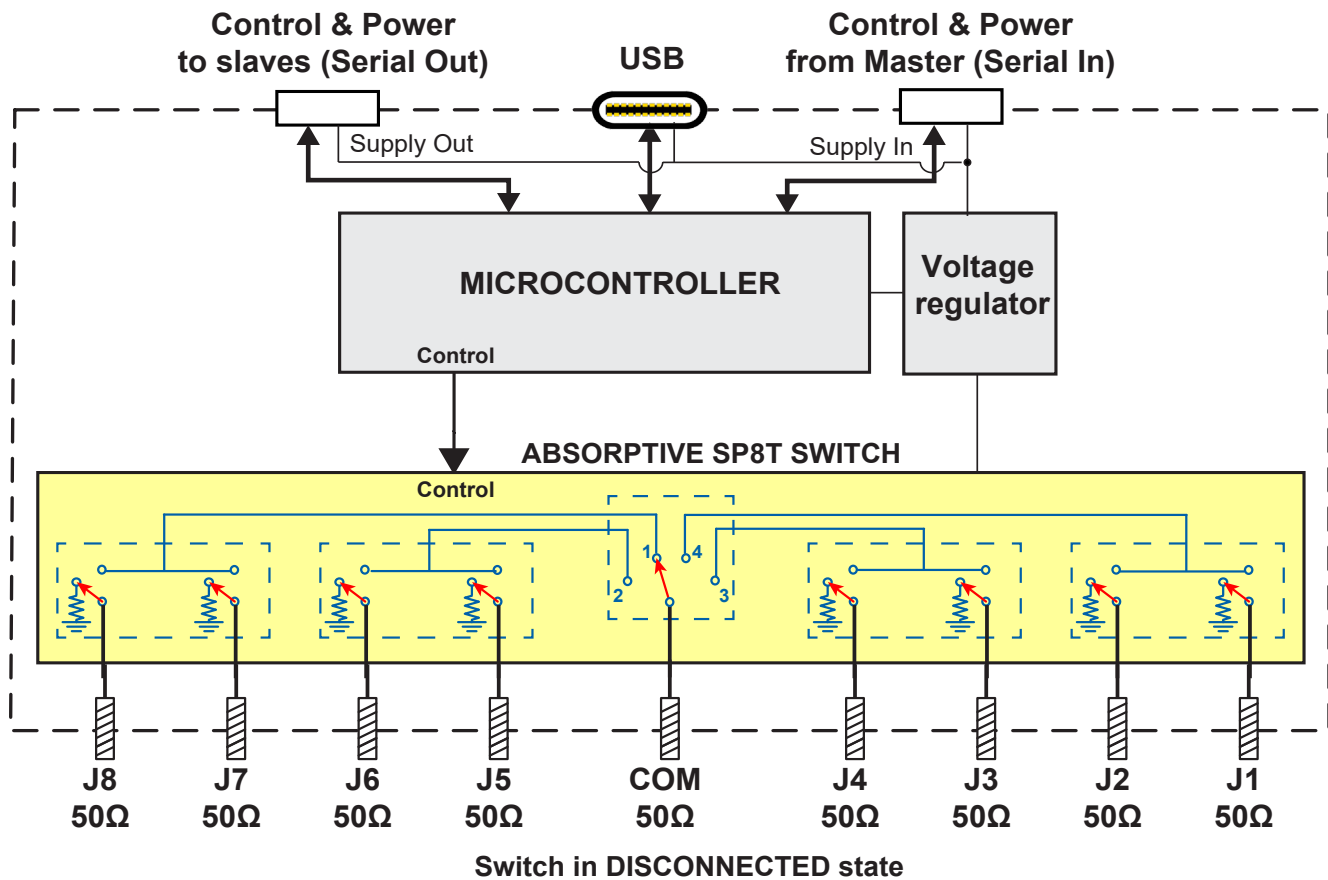 Control & Power
to slaves (Serial Out)
USB
Control & Power
from Master (Serial In)
Supply Out
Supply In
MICROCONTROLLER
Voltage
regulator
Control
ABSORPTIVE SP8T SWITCH
Control
1
4
2
3
J8
J7
J6
J5
COM
J4
J3
J2
J1
50Ω
50Ω
50Ω
50Ω
50Ω
50Ω
50Ω
50Ω
50Ω
Switch in DISCONNECTED state